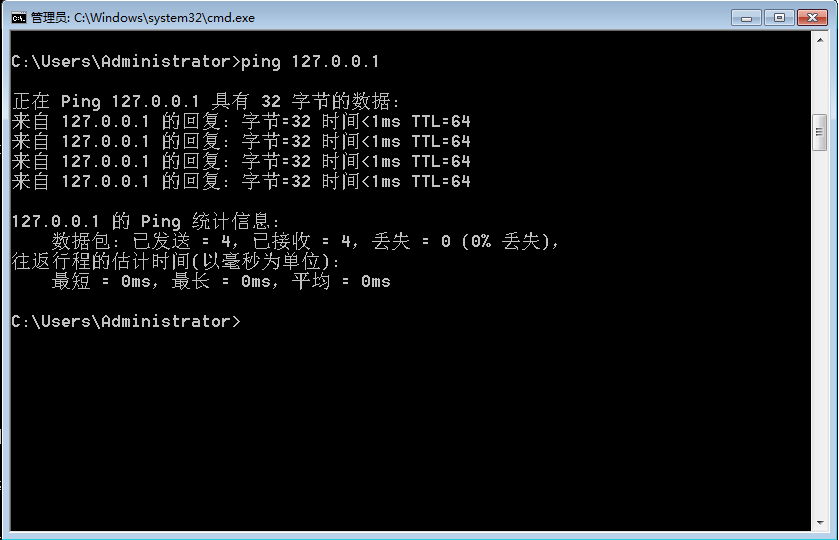 管理员: C:\Windows\system32\cmd.exe
C:\Users\Administrator>ping 127.0.0.1
正在 Ping 127.0.0.1 具有 32 字节的数据:
来自 127.0.0.1 的回复: 字节=32 时间<1ms TTL=64
来自 127.0.0.1 的回复: 字节=32 时间<1ms TTL=64
来自 127.0.0.1 的回复: 字节=32 时间<1ms TTL=64
来自 127.0.0.1 的回复: 字节=32 时间<1ms TTL=64
127.0.0.1 的 Ping 统计信息:
数据包: 已发送 = 4，已接收 = 4，丢失 = 0 (0% 丢失)，
往返行程的估计时间(以毫秒为单位):
最短 = 0ms，最长 = 0ms，平均 = 0ms
C:\Users\Administrator>